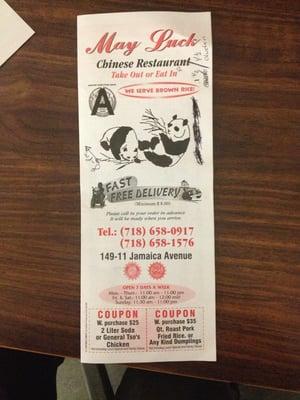 May Luck
Chinese Restaurant
Take Out or Eat In
WE SERVE BROWN RICE!
A
FAST
FREE DELIVERY
(Minimum $ 8.00)
Please call in your order in advance
It will be ready when you arrive.
Tel.: (718) 658-0917
(718) 658-1576
149-11 Jamaica Avenue
OPEN 7 DAYS A WEEK
Mon. - Thurs.: 11:00 am - 11:00 pm
Fri. & Sat.: 11:00 am - 12:00 mid
Sunday: 11:30 am - 11:00 pm
COUPON
W. purchase $25
2 Liter Soda
or General Tso's
Chicken
COUPON
W. purchase $35
Qt. Roast Pork
Fried Rice. or
Any Kind Dumplings